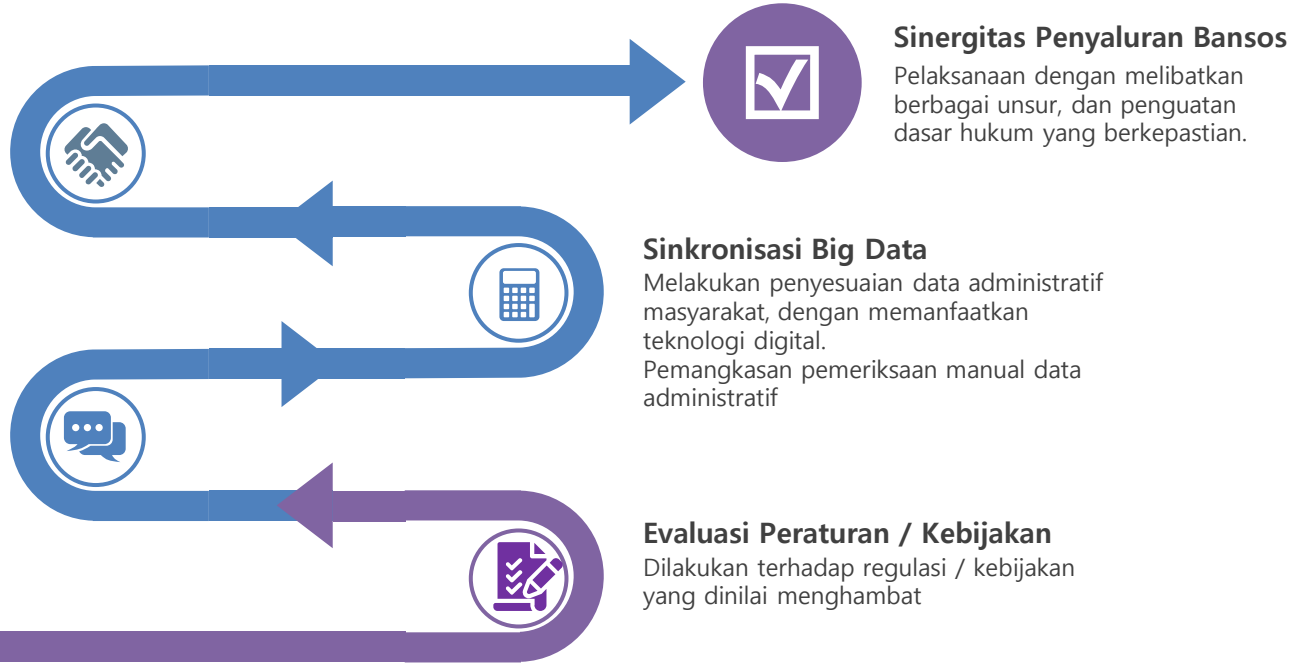 Sinergitas Penyaluran Bansos
Pelaksanaan dengan melibatkan
berbagai unsur, dan penguatan
dasar hukum yang berkepastian.
Sinkronisasi Big Data
Melakukan penyesuaian data administratif
masyarakat, dengan memanfaatkan
teknologi digital.
Pemangkasan pemeriksaan manual data
administratif
Evaluasi Peraturan / Kebijakan
Dilakukan terhadap regulasi / kebijakan
yang dinilai menghambat